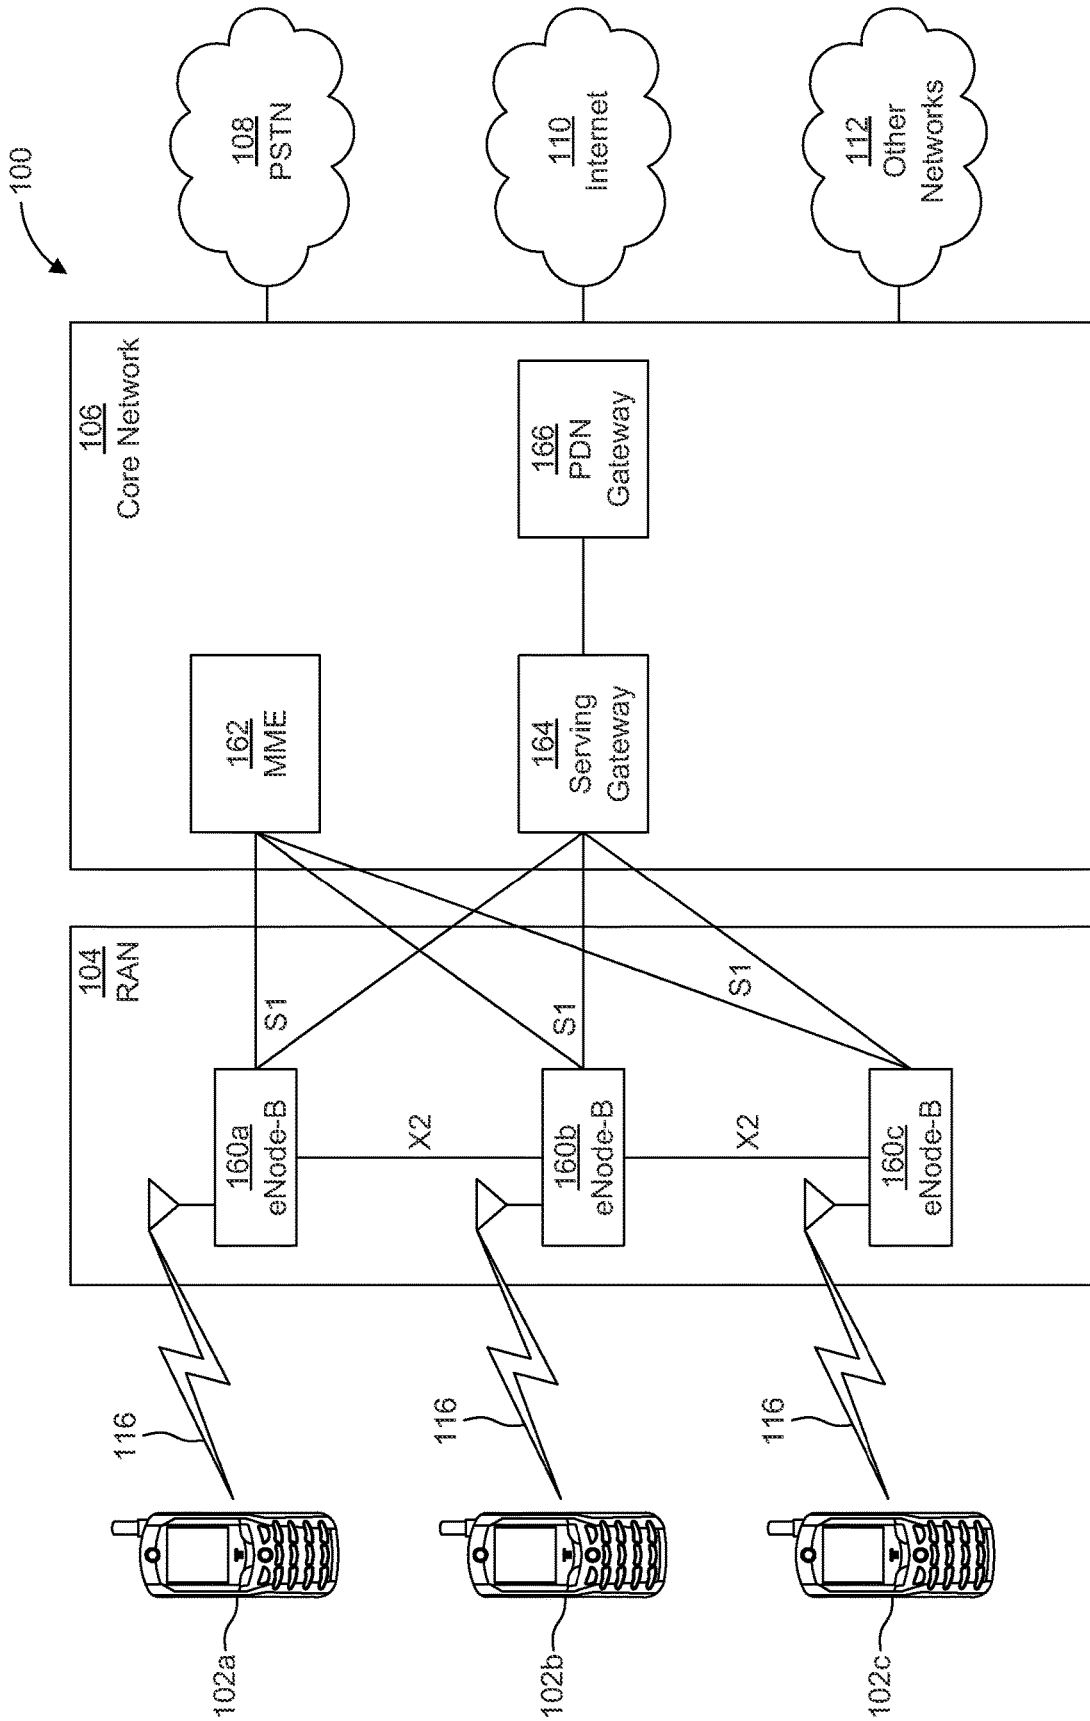 100
108
PSTN
110
Internet
112
Other
Networks
106
Core Network
166
PDN
Gateway
162
MME
164
Serving
Gateway
104
RAN
S1
S1
S1
160a
eNode-B
X2
160b
eNode-B
X2
160c
eNode-B
116
116
116
102a
102b
102c